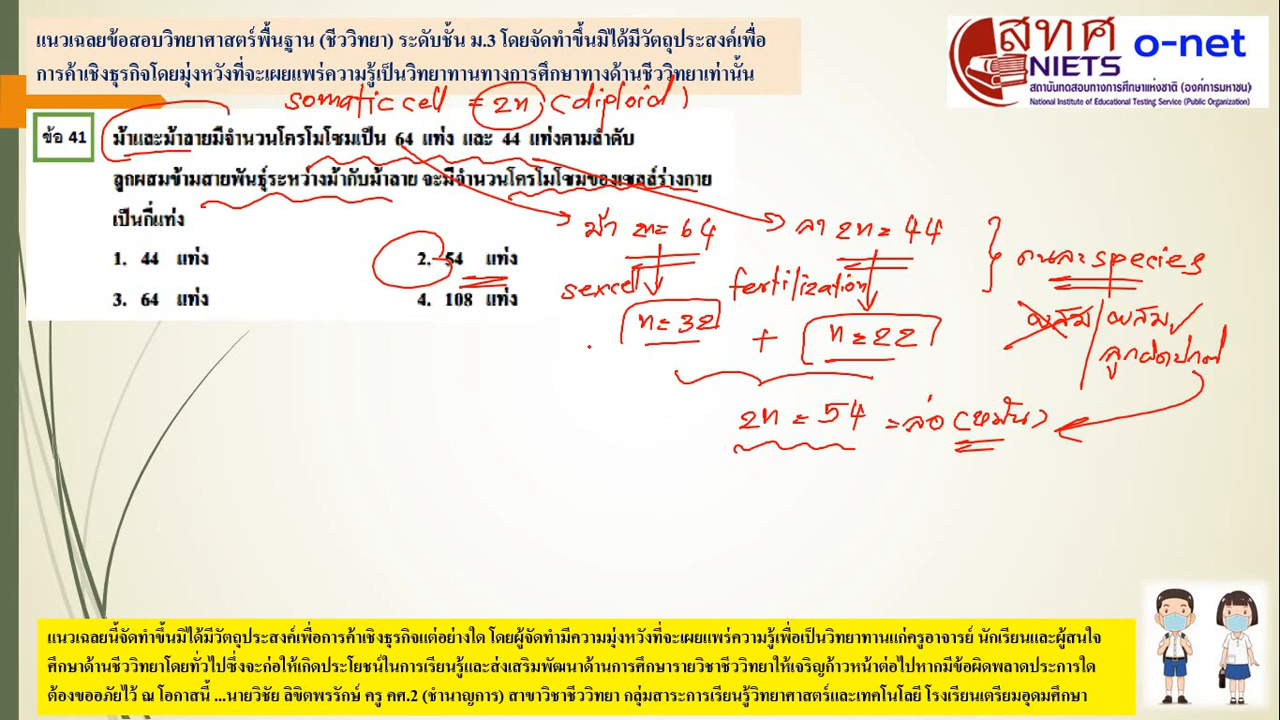 แนวเฉลยข้อสอบวิทยาศาสตร์พื้นฐาน (ชีววิทยา) ระดับชั้น ม.3 โดยจัดทำขึ้นมิได้มีวัตถุประสงค์เพื่อ
การค้าเชิงธุรกิจโดยมุ่งหวังที่จะเผยแพร่ความรู้เป็นวิทยาทานทางการศึกษาทางด้านชีววิทยาเท่านั้น
สทศ
NIETS
o-net
สถาบันทดสอบทางการศึกษาแห่งชาติ (องค์การมหาชน)
National Institute of Educational Testing Service (Public Organization)
somatic cell = 2n (diploid)
ข้อ 41
ม้าและม้าลายมีจำนวนโครโมโซมเป็น 64 แท่ง และ 44 แท่งตามลำดับ
ลูกผสมข้ามสายพันธุ์ระหว่างม้ากับม้าลาย จะมีจำนวนโครโมโซมของเซลล์ร่างกาย
เป็นกี่แท่ง
1. 44 แท่ง
2. 54 แท่ง
3. 64 แท่ง
4. 108 แท่ง
ม้า 2n = 64
ลา 2n = 44
คนละ species
sex cell
fertilization
n = 32 + n = 22
ผสม / ผสม
ลูกผิดปกติ
2n = 54 = ล่อ (หมัน)
แนวเฉลยนี้จัดทำขึ้นมิได้มีวัตถุประสงค์เพื่อการค้าเชิงธุรกิจแต่อย่างใด โดยผู้จัดทำมีความมุ่งหวังที่จะเผยแพร่ความรู้เพื่อเป็นวิทยาทานแก่ครูอาจารย์ นักเรียนและผู้สนใจ
ศึกษาด้านชีววิทยาโดยทั่วไปซึ่งจะก่อให้เกิดประโยชน์ในการเรียนรู้และส่งเสริมพัฒนาด้านการศึกษารายวิชาชีววิทยาให้เจริญก้าวหน้าต่อไปหากมีข้อผิดพลาดประการใด
ต้องขออภัยไว้ ณ โอกาสนี้ ...นายวิชัย ลิขิตพรรักษ์ ครู คศ.2 (ชำนาญการ) สาขาวิชาชีววิทยา กลุ่มสาระการเรียนรู้วิทยาศาสตร์และเทคโนโลยี โรงเรียนเตรียมอุดมศึกษา